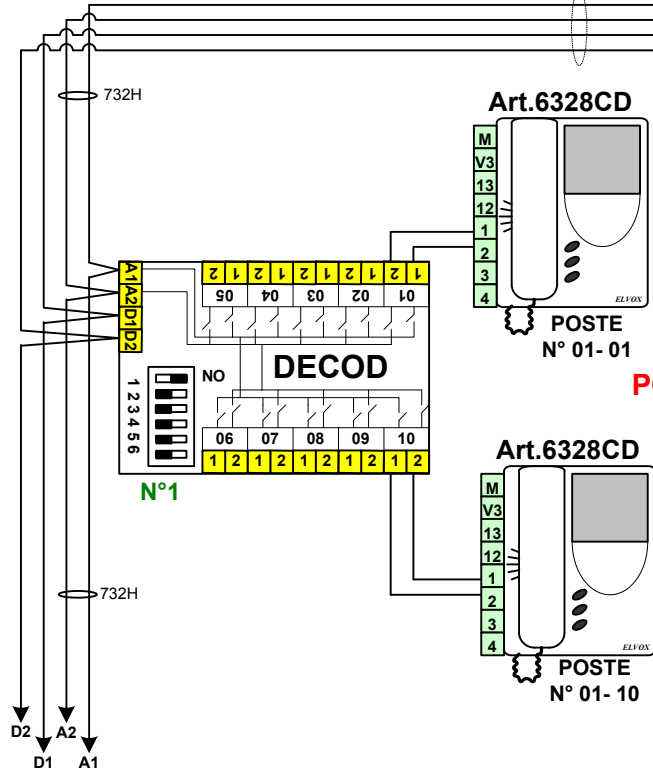 732H
Art.6328CD
M
V3
13
12
1
2
3
4
ELVOX
POSTE
N° 01- 01
A1
A2
D1
D2
2 1 2 1 2 1 2 1 2 1
05 04 03 02 01
DECOD
NO
1 2 3 4 5 6
06 07 08 09 10
1 2 1 2 1 2 1 2 1 2
N°1
Art.6328CD
M
V3
13
12
1
2
3
4
ELVOX
POSTE
N° 01- 10
732H
D2
D1
A2
A1